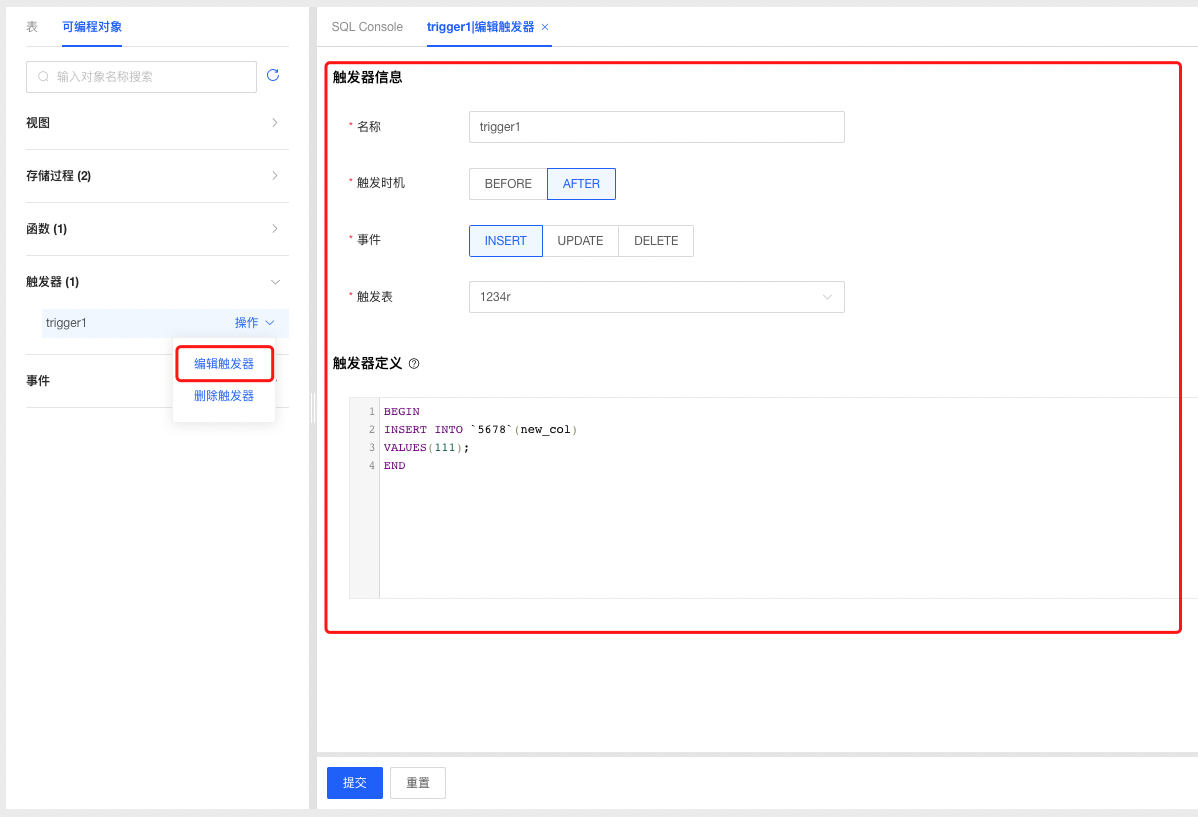 表 可编程对象
输入对象名称搜索
视图
存储过程 (2)
函数 (1)
触发器 (1)
trigger1 操作
编辑触发器
删除触发器
事件
SQL Console trigger1|编辑触发器 ×
触发器信息
* 名称 trigger1
* 触发时机 BEFORE AFTER
* 事件 INSERT UPDATE DELETE
* 触发表 1234r
触发器定义 ?
1 BEGIN
2 INSERT INTO `5678`(new_col)
3 VALUES(111);
4 END
提交 重置